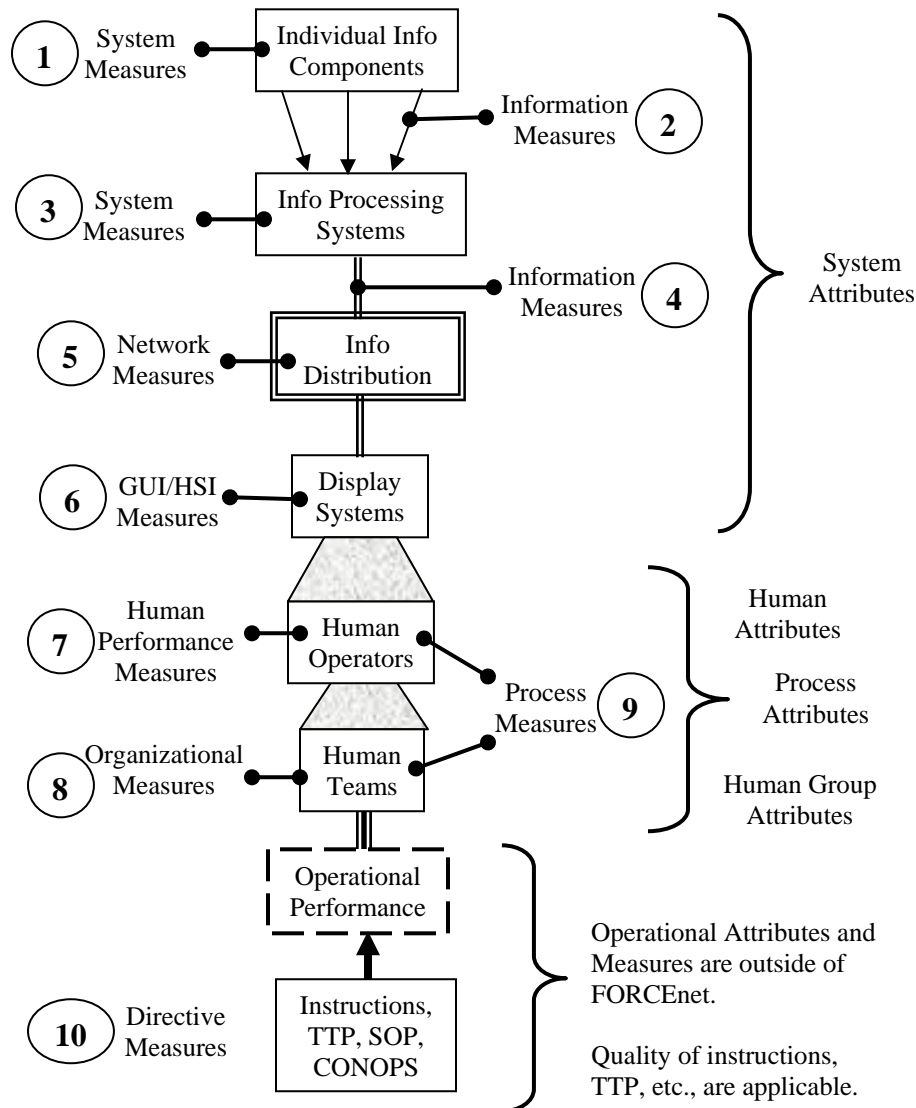 1
System
Measures
Individual Info
Components
Information
Measures
2
3
System
Measures
Info Processing
Systems
Information
Measures
4
System
Attributes
5
Network
Measures
Info
Distribution
6
GUI/HSI
Measures
Display
Systems
7
Human
Performance
Measures
Human
Operators
Process
Measures
9
Human
Attributes
Process
Attributes
Human Group
Attributes
8
Organizational
Measures
Human
Teams
Operational
Performance
Operational Attributes and
Measures are outside of
FORCEnet.
10
Directive
Measures
Instructions,
TTP, SOP,
CONOPS
Quality of instructions,
TTP, etc., are applicable.